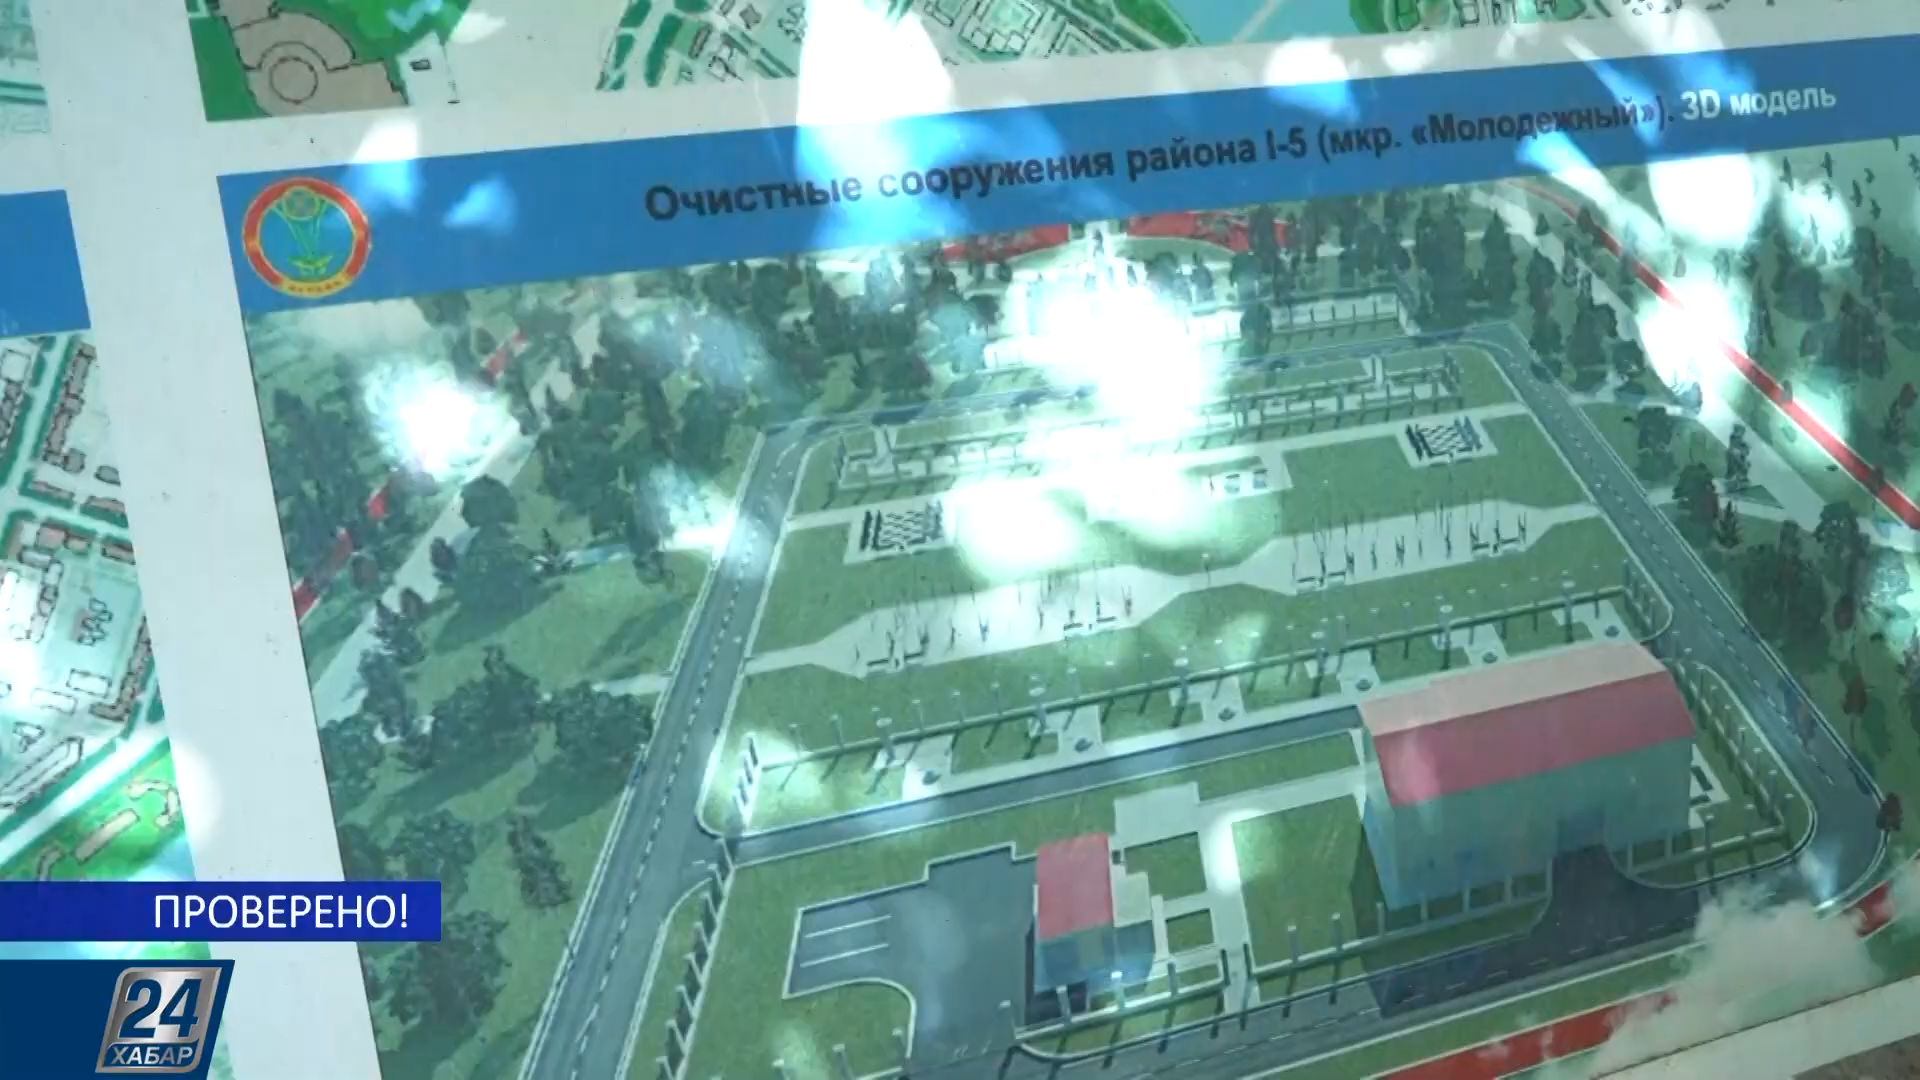 Очистные сооружения района I-5 (мкр. «Молодежный»). 3D модель
ПРОВЕРЕНО!
24
ХАБАР